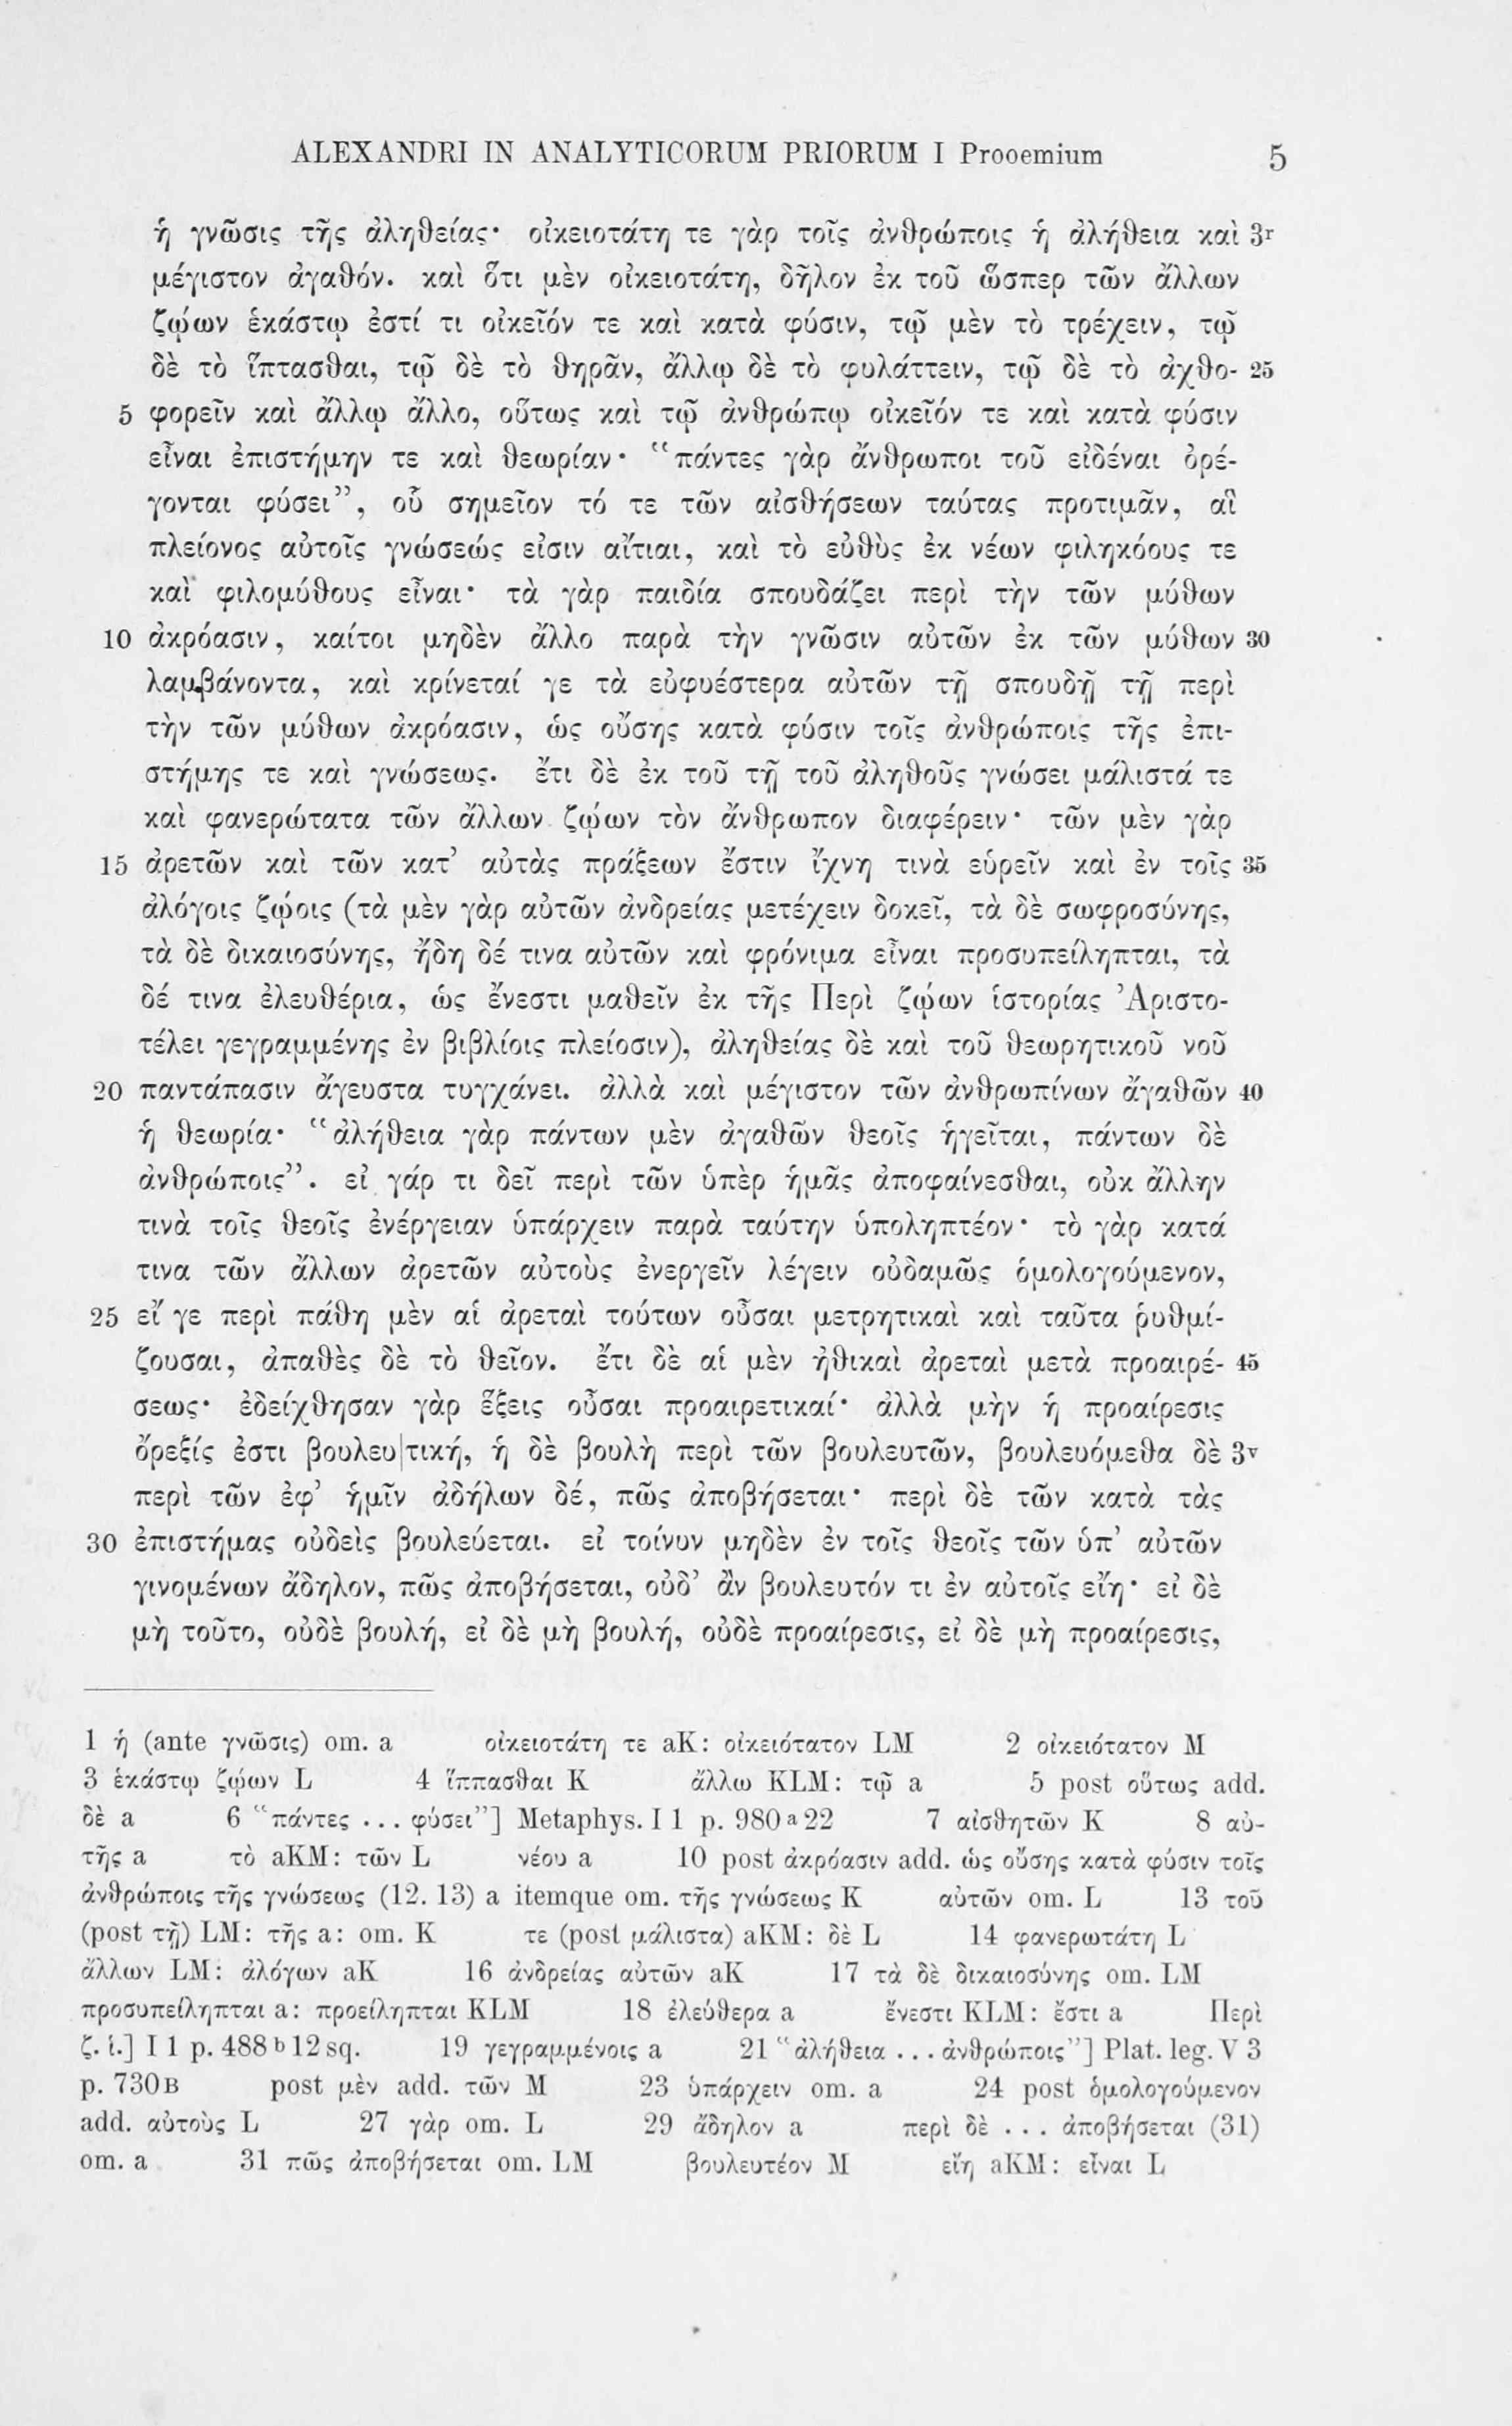 ALEXANDRI IN ANALYTICORUM PRIORUM I Prooemium 5
ἡ γνῶσις τῆς ἀληθείας· οἰκειοτάτη τε γὰρ τοῖς ἀνθρώποις ἡ ἀλήθεια καὶ 3r
μέγιστον ἀγαθόν. καὶ ὅτι μὲν οἰκειοτάτη, δῆλον ἐκ τοῦ ὥσπερ τῶν ἄλλων
ζῴων ἑκάστῳ ἐστί τι οἰκεῖόν τε καὶ κατὰ φύσιν, τῷ μὲν τὸ τρέχειν, τῷ
δὲ τὸ ἵπτασθαι, τῷ δὲ τὸ θηρᾶν, ἄλλῳ δὲ τὸ φυλάττειν, τῷ δὲ τὸ ἀχθο- 25
5 φορεῖν καὶ ἄλλῳ ἄλλο, οὕτως καὶ τῷ ἀνθρώπῳ οἰκεῖόν τε καὶ κατὰ φύσιν
εἶναι ἐπιστήμην τε καὶ θεωρίαν· "πάντες γὰρ ἄνθρωποι τοῦ εἰδέναι ὀρέ-
γονται φύσει", οὗ σημεῖον τό τε τῶν αἰσθήσεων ταύτας προτιμᾶν, αἳ
πλείονος αὐτοῖς γνώσεώς εἰσιν αἴτιαι, καὶ τὸ εὐθὺς ἐκ νέων φιληκόους τε
καὶ φιλομύθους εἶναι· τὰ γὰρ παιδία σπουδάζει περὶ τὴν τῶν μύθων
10 ἀκρόασιν, καίτοι μηδὲν ἄλλο παρὰ τὴν γνῶσιν αὐτῶν ἐκ τῶν μύθων 30
λαμβάνοντα, καὶ κρίνεταί γε τὰ εὐφυέστερα αὐτῶν τῇ σπουδῇ τῇ περὶ
τὴν τῶν μύθων ἀκρόασιν, ὡς οὔσης κατὰ φύσιν τοῖς ἀνθρώποις τῆς ἐπι-
στήμης τε καὶ γνώσεως. ἔτι δὲ ἐκ τοῦ τῇ τοῦ ἀληθοῦς γνώσει μάλιστά τε
καὶ φανερώτατα τῶν ἄλλων ζῴων τὸν ἄνθρωπον διαφέρειν· τῶν μὲν γὰρ
15 ἀρετῶν καὶ τῶν κατ’ αὐτὰς πράξεων ἔστιν ἴχνη τινὰ εὑρεῖν καὶ ἐν τοῖς 35
ἀλόγοις ζῴοις (τὰ μὲν γὰρ αὐτῶν ἀνδρείας μετέχειν δοκεῖ, τὰ δὲ σωφροσύνης,
τὰ δὲ δικαιοσύνης, ἤδη δέ τινα αὐτῶν καὶ φρόνιμα εἶναι προσυπείληπται, τὰ
δέ τινα ἐλευθέρια, ὡς ἔνεστι μαθεῖν ἐκ τῆς Περὶ ζῴων ἱστορίας Ἀριστο-
τέλει γεγραμμένης ἐν βιβλίοις πλείοσιν), ἀληθείας δὲ καὶ τοῦ θεωρητικοῦ νοῦ
20 παντάπασιν ἄγευστα τυγχάνει. ἀλλὰ καὶ μέγιστον τῶν ἀνθρωπίνων ἄγαθῶν 40
ἡ θεωρία· "ἀλήθεια γὰρ πάντων μὲν ἀγαθῶν θεοῖς ἡγεῖται, πάντων δὲ
ἀνθρώποις". εἰ γάρ τι δεῖ περὶ τῶν ὑπὲρ ἡμᾶς ἀποφαίνεσθαι, οὐκ ἄλλην
τινὰ τοῖς θεοῖς ἐνέργειαν ὑπάρχειν παρὰ ταύτην ὑποληπτέον· τὸ γὰρ κατά
τινα τῶν ἄλλων ἀρετῶν αὐτοὺς ἐνεργεῖν λέγειν οὐδαμῶς ὁμολογούμενον,
25 εἴ γε περὶ πάθη μὲν αἱ ἀρεταὶ τούτων οὖσαι μετρητικαὶ καὶ ταῦτα ῥυθμί-
ζουσαι, ἀπαθὲς δὲ τὸ θεῖον. ἔτι δὲ αἱ μὲν ἠθικαὶ ἀρεταὶ μετὰ προαιρέ- 45
σεως· ἐδείχθησαν γὰρ ἕξεις οὖσαι προαιρετικαί· ἀλλὰ μὴν ἡ προαίρεσις
ὄρεξίς ἐστι βουλευ|τική, ἡ δὲ βουλὴ περὶ τῶν βουλευτῶν, βουλευόμεθα δὲ 3v
περὶ τῶν ἐφ’ ἡμῖν ἀδήλων δέ, πῶς ἀποβήσεται· περὶ δὲ τῶν κατὰ τὰς
30 ἐπιστήμας οὐδεὶς βουλεύεται. εἰ τοίνυν μηδὲν ἐν τοῖς θεοῖς τῶν ὑπ’ αὐτῶν
γινομένων ἄδηλον, πῶς ἀποβήσεται, οὐδ’ ἂν βουλευτόν τι ἐν αὐτοῖς εἴη· εἰ δὲ
μὴ τοῦτο, οὐδὲ βουλή, εἰ δὲ μὴ βουλή, οὐδὲ προαίρεσις, εἰ δὲ μὴ προαίρεσις,
1 ἡ (ante γνῶσις) om. a οἰκειοτάτη τε aK: οἰκειότατον LM 2 οἰκειότατον M
3 ἑκάστῳ ζῴων L 4 ἵππασθαι K ἄλλω KLM: τῷ a 5 post οὕτως add.
δὲ a 6 "πάντες ... φύσει"] Metaphys. I 1 p. 980 a 22 7 αἰσθητῶν K 8 αὐ-
τῆς a τὸ aKM: τῶν L νέου a 10 post ἀκρόασιν add. ὡς οὔσης κατὰ φύσιν τοῖς
ἀνθρώποις τῆς γνώσεως (12. 13) a itemque om. τῆς γνώσεως K αὐτῶν om. L 13 τοῦ
(post τῇ) LM: τῆς a: om. K τε (post μάλιστα) aKM: δὲ L 14 φανερωτάτη L
ἄλλων LM: ἀλόγων aK 16 ἀνδρείας αὐτῶν aK 17 τὰ δὲ δικαιοσύνης om. LM
προσυπείληπται a: προείληπται KLM 18 ἐλεύθερα a ἔνεστι KLM: ἔστι a Περὶ
ζ. ἱ.] I 1 p. 488 b 12 sq. 19 γεγραμμένοις a 21 "ἀλήθεια ... ἀνθρώποις"] Plat. leg. V 3
p. 730B post μὲν add. τῶν M 23 ὑπάρχειν om. a 24 post ὁμολογούμενον
add. αὐτοὺς L 27 γὰρ om. L 29 ἄδηλον a περὶ δὲ ... ἀποβήσεται (31)
om. a 31 πῶς ἀποβήσεται om. LM βουλευτέον M εἴη aKM: εἶναι L